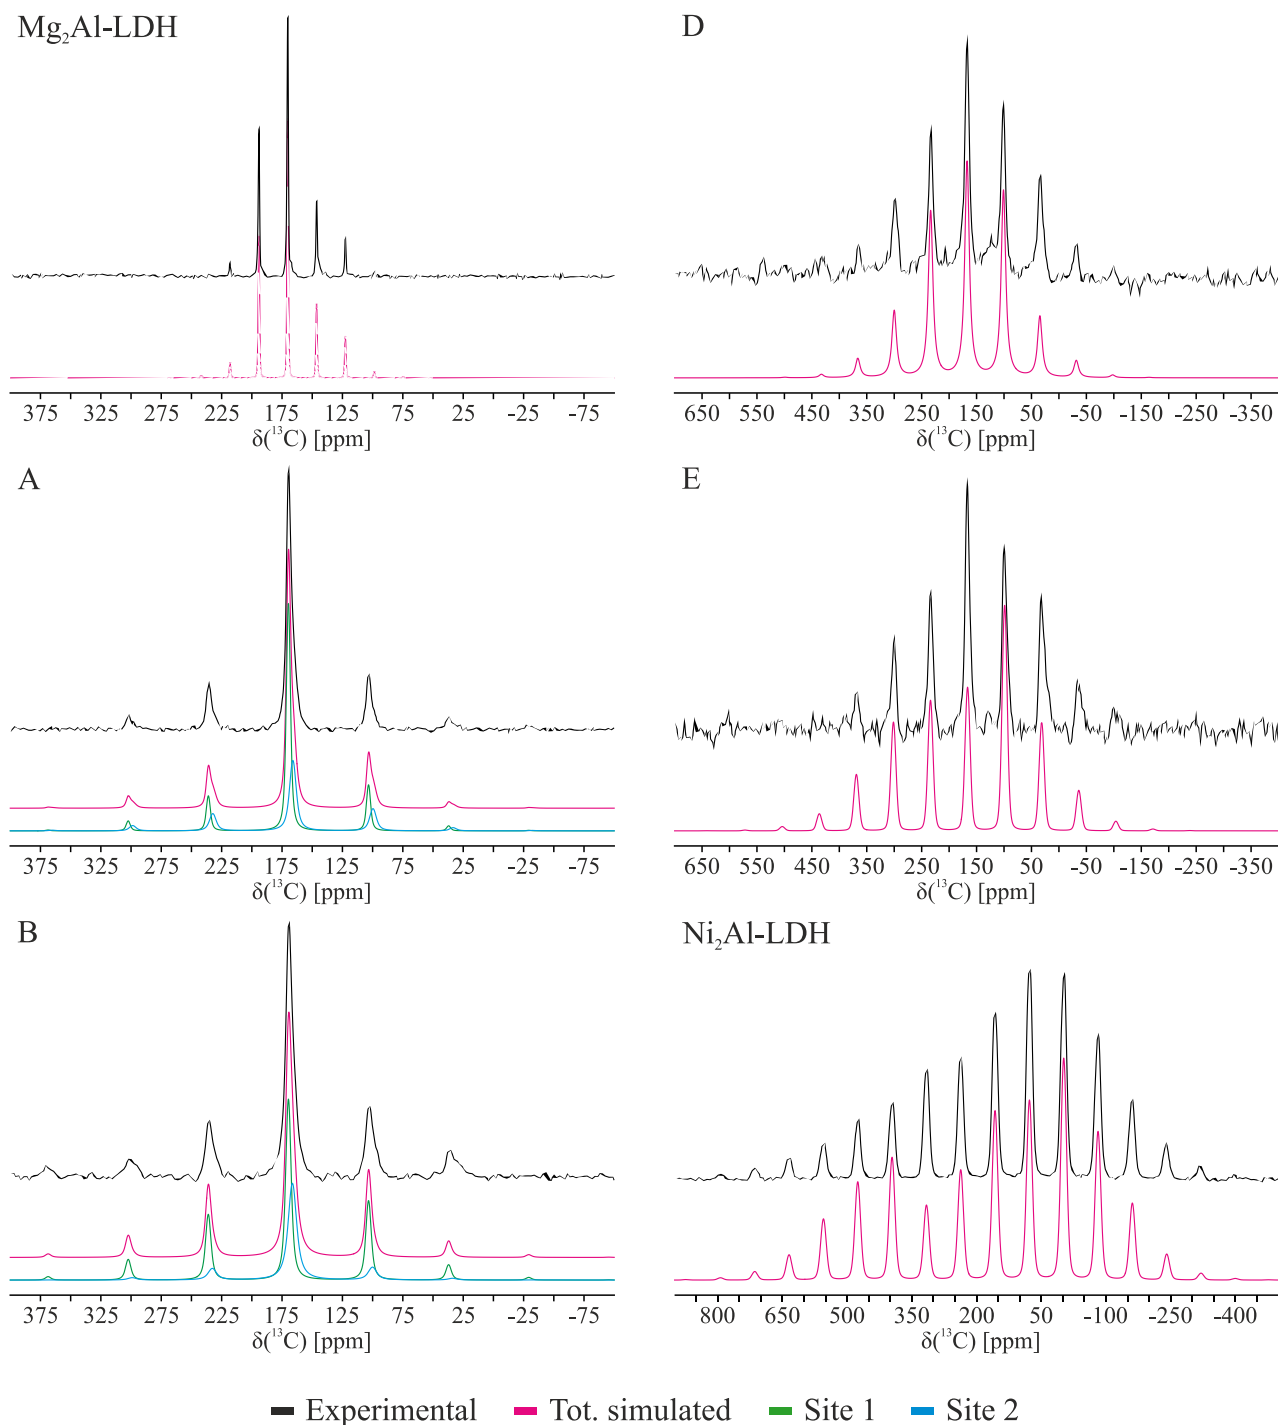 Mg₂Al-LDH
375 325 275 225 175 125 75 25 -25 -75
δ(¹³C) [ppm]
D
650 550 450 350 250 150 50 -50 -150 -250 -350
δ(¹³C) [ppm]
A
375 325 275 225 175 125 75 25 -25 -75
δ(¹³C) [ppm]
E
650 550 450 350 250 150 50 -50 -150 -250 -350
δ(¹³C) [ppm]
B
375 325 275 225 175 125 75 25 -25 -75
δ(¹³C) [ppm]
Ni₂Al-LDH
800 650 500 350 200 50 -100 -250 -400
δ(¹³C) [ppm]
Experimental Tot. simulated Site 1 Site 2